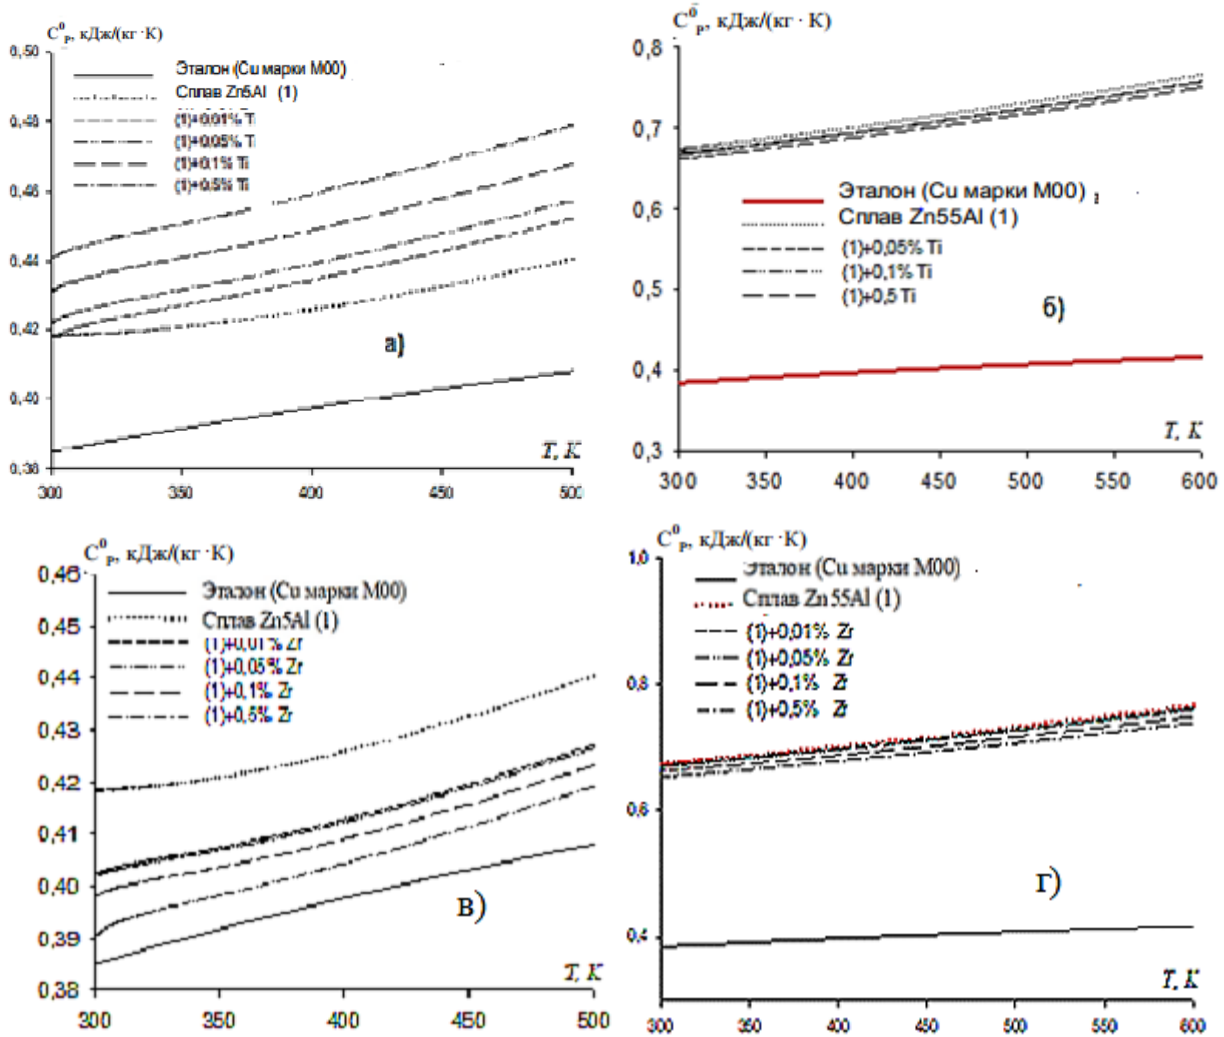 C⁰ₚ, кДж/(кг ·К)
0,50
0,48
0,46
0,44
0,42
0,40
0,38
Эталон (Cu марки М00)
Сплав Zn5Al (1)
(1)+0.01% Ti
(1)+0,05% Ti
(1)+0.1% Ti
(1)+0,5% Ti
а)
T, K
300
350
400
450
500
C⁰ₚ, кДж/(кг · К)
0,8
0,7
0,6
0,5
0,4
0,3
Эталон (Cu марки М00)
Сплав Zn55Al (1)
(1)+0,05% Ti
(1)+0,1% Ti
(1)+0,5 Ti
б)
T, K
300
350
400
450
500
550
600
C⁰ₚ, кДж/(кг ·К)
0,46
0,45
0,44
0,43
0,42
0,41
0,40
0,39
0,38
Эталон (Cu марки М00)
Сплав Zn5Al (1)
(1)+0,01% Zr
(1)+0,05% Zr
(1)+0,1% Zr
(1)+0,5% Zr
в)
T, K
300
350
400
450
500
C⁰ₚ, кДж/(кг ·К)
1,0
0,8
0,6
0,4
Эталон (Cu марки М00)
Сплав Zn55Al (1)
(1)+0,01% Zr
(1)+0,05% Zr
(1)+0,1% Zr
(1)+0,5% Zr
г)
T, K
300
350
400
450
500
550
600